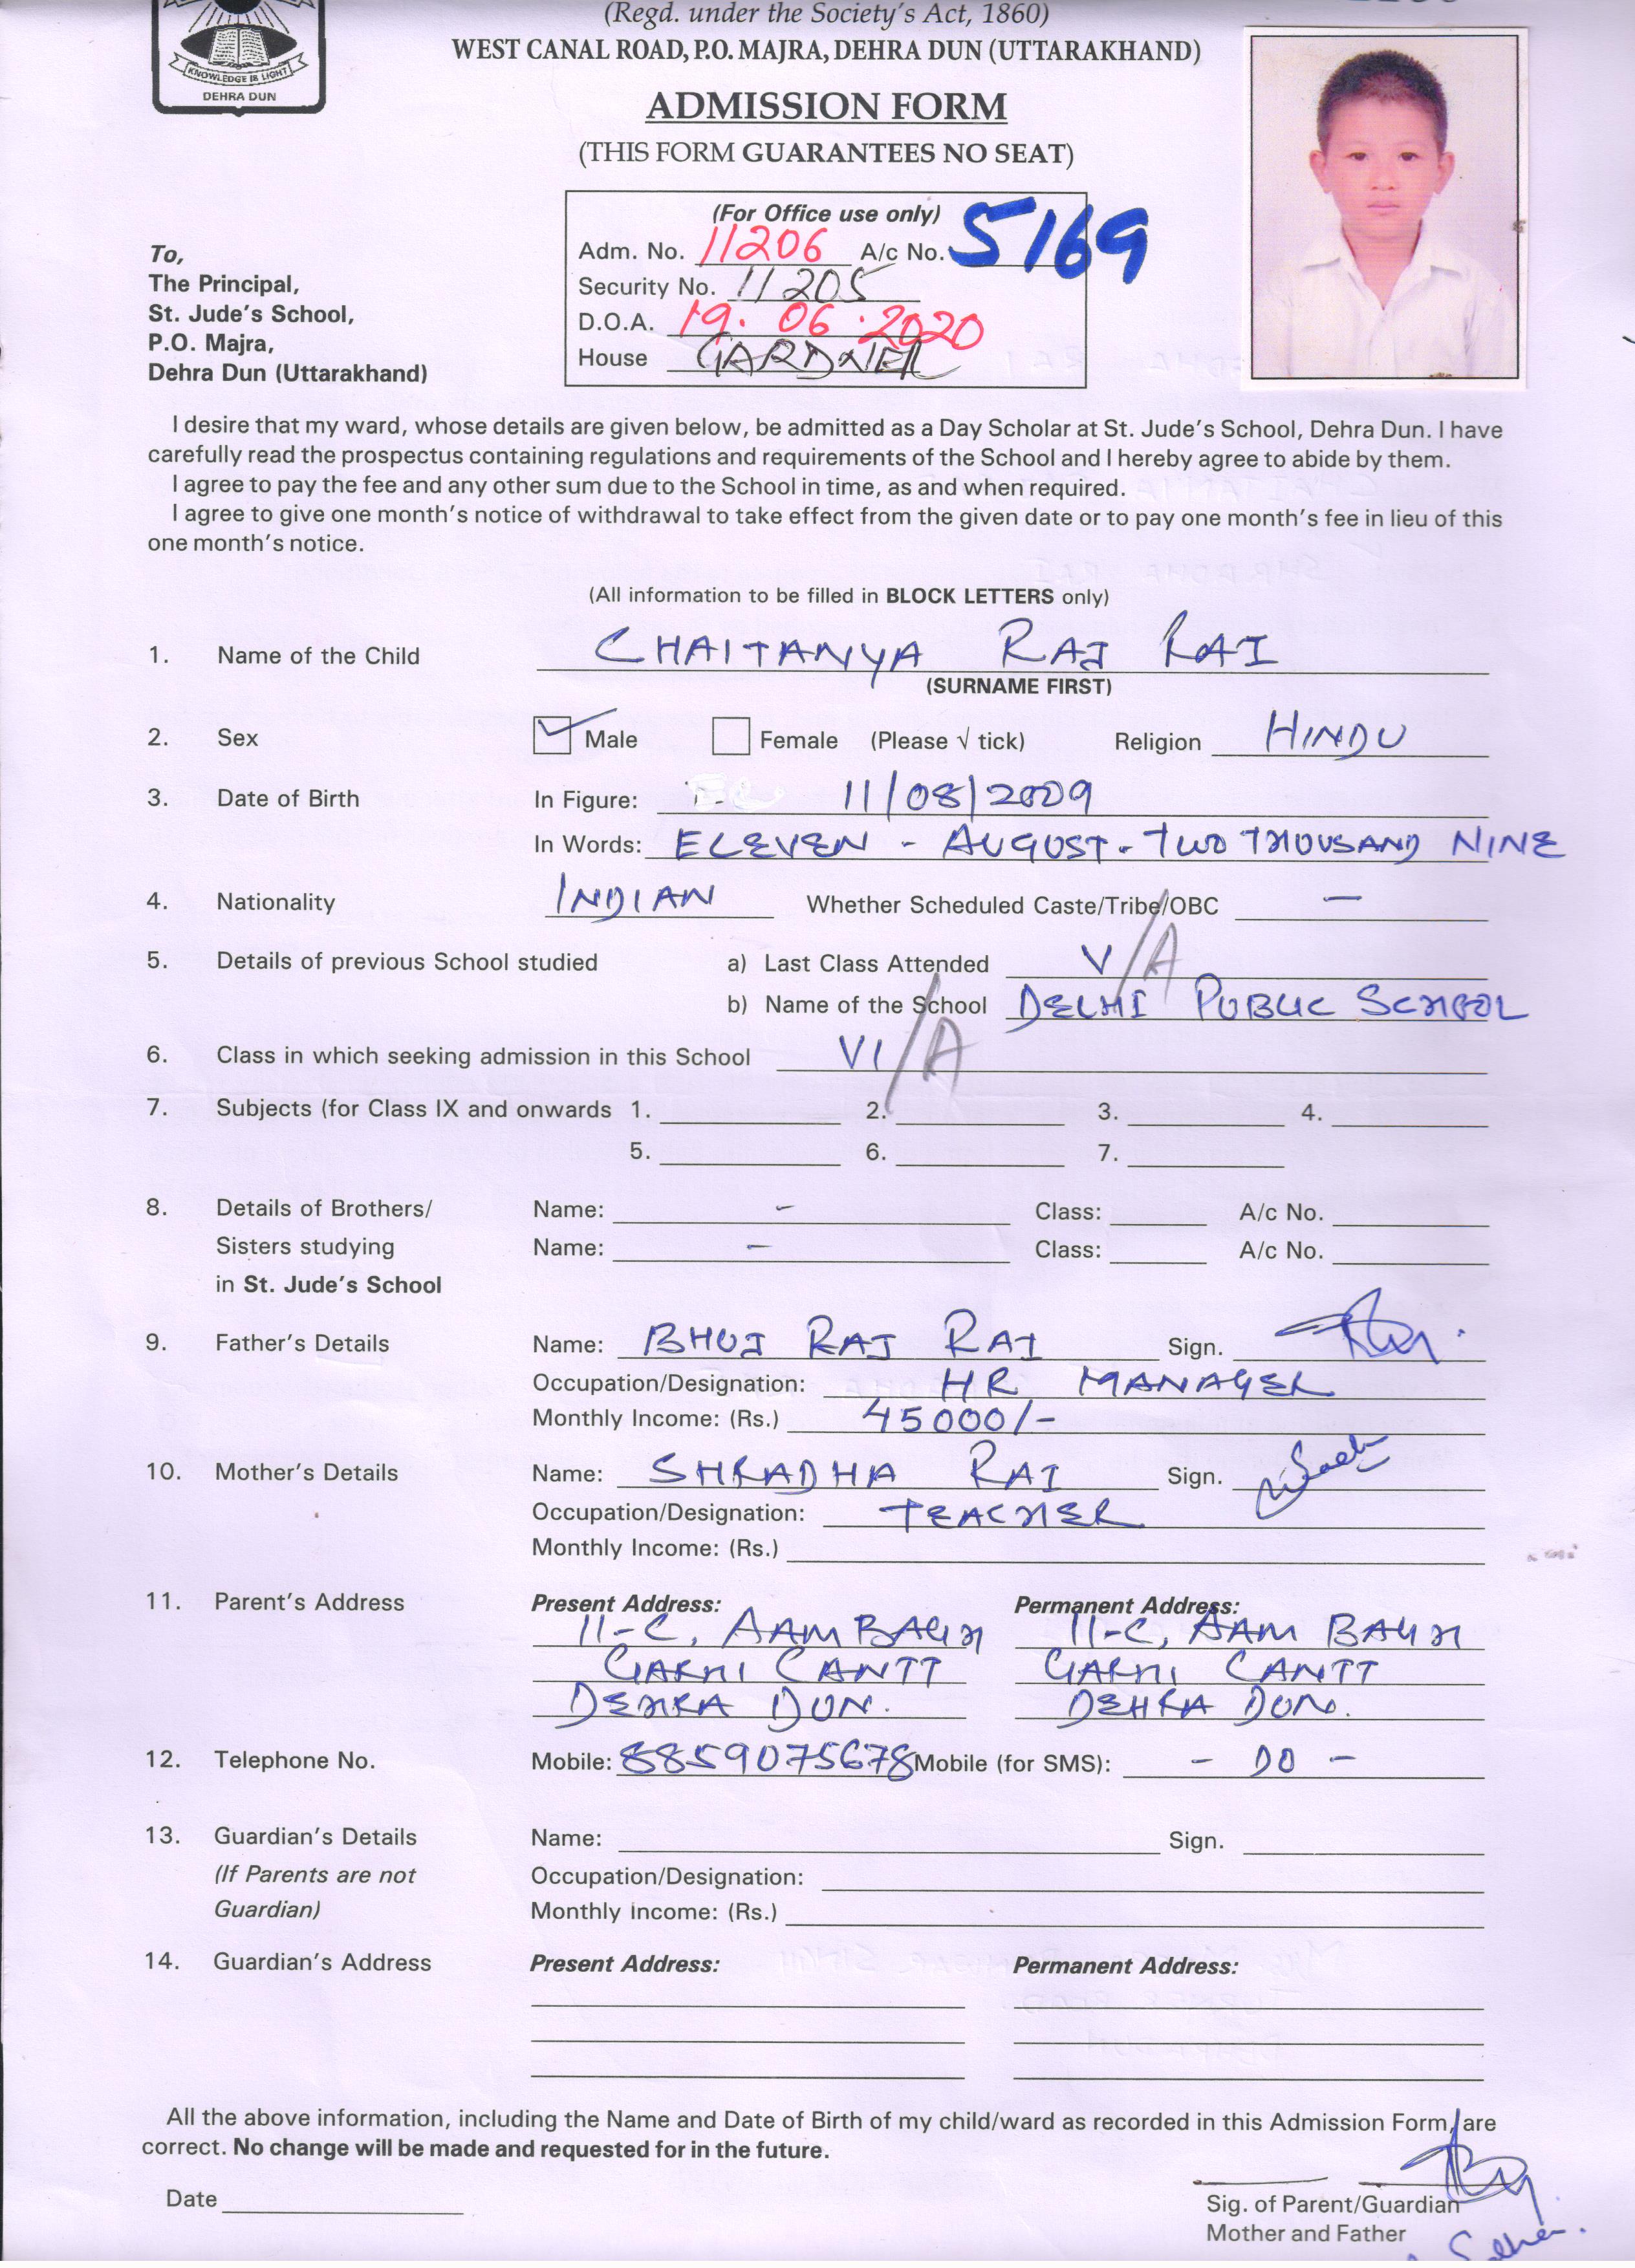 (Regd. under the Society's Act, 1860)
WEST CANAL ROAD, P.O. MAJRA, DEHRA DUN (UTTARAKHAND)
KNOWLEDGE IS LIGHT
DEHRA DUN
ADMISSION FORM
(THIS FORM GUARANTEES NO SEAT)
(For Office use only)
Adm. No. 11206 A/c No. 5169
Security No. 11205
D.O.A. 19.06.2020
House GARDNER
To,
The Principal,
St. Jude's School,
P.O. Majra,
Dehra Dun (Uttarakhand)
I desire that my ward, whose details are given below, be admitted as a Day Scholar at St. Jude's School, Dehra Dun. I have
carefully read the prospectus containing regulations and requirements of the School and I hereby agree to abide by them.
I agree to pay the fee and any other sum due to the School in time, as and when required.
I agree to give one month's notice of withdrawal to take effect from the given date or to pay one month's fee in lieu of this
one month's notice.
(All information to be filled in BLOCK LETTERS only)
1. Name of the Child CHAITANYA RAJ RAI
(SURNAME FIRST)
2. Sex Male Female (Please √ tick) Religion HINDU
3. Date of Birth In Figure: 11/08/2009
In Words: ELEVEN - AUGUST - TWO THOUSAND NINE
4. Nationality INDIAN Whether Scheduled Caste/Tribe/OBC —
5. Details of previous School studied a) Last Class Attended V/A
b) Name of the School DELHI PUBLIC SCHOOL
6. Class in which seeking admission in this School VI/A
7. Subjects (for Class IX and onwards 1. 2. 3. 4.
5. 6. 7.
8. Details of Brothers/ Name: - Class: A/c No.
Sisters studying Name: - Class: A/c No.
in St. Jude's School
9. Father's Details Name: BHUJ RAJ RAI Sign.
Occupation/Designation: HR MANAGER
Monthly Income: (Rs.) 45000/-
10. Mother's Details Name: SHRADHA RAI Sign.
Occupation/Designation: TEACHER
Monthly Income: (Rs.)
11. Parent's Address Present Address: Permanent Address:
11-C, AAM BAGH 11-C, AAM BAGH
GARHI CANTT GARHI CANTT
DEHRA DUN. DEHRA DUN.
12. Telephone No. Mobile: 8859075678 Mobile (for SMS): - DO -
13. Guardian's Details Name: Sign.
(If Parents are not Occupation/Designation:
Guardian) Monthly Income: (Rs.)
14. Guardian's Address Present Address: Permanent Address:
All the above information, including the Name and Date of Birth of my child/ward as recorded in this Admission Form, are
correct. No change will be made and requested for in the future.
Date
Sig. of Parent/Guardian
Mother and Father